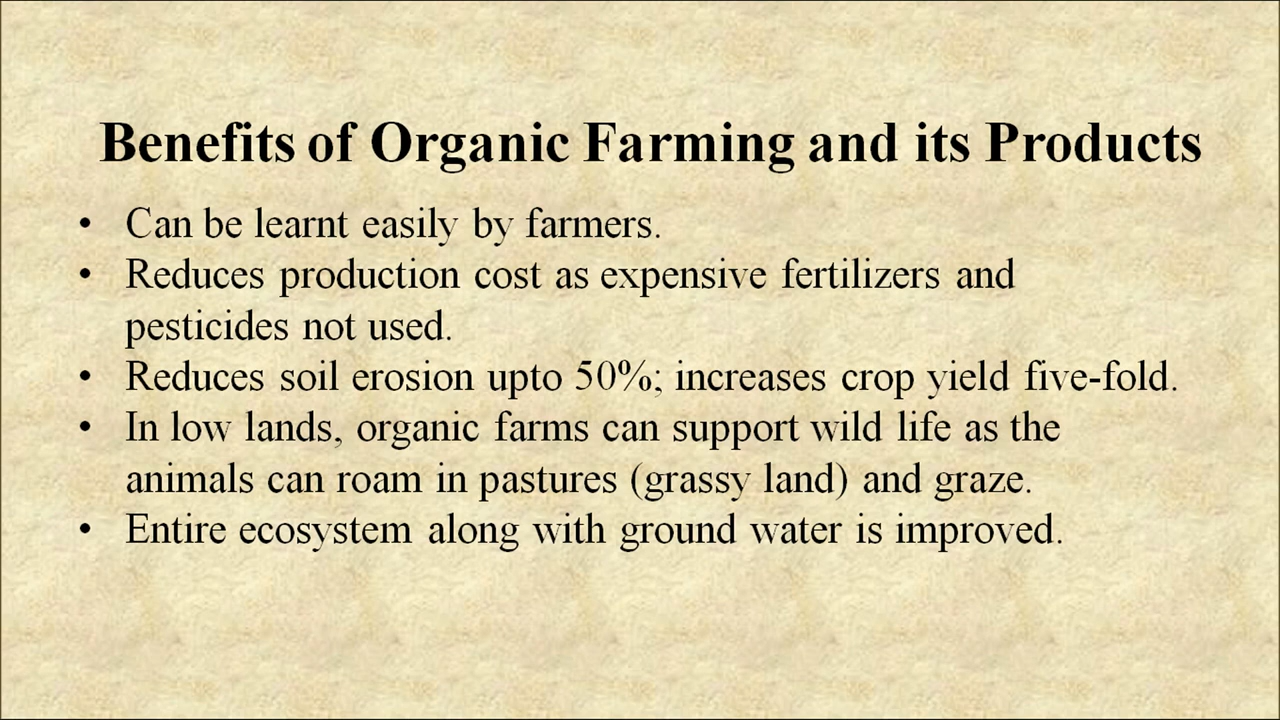 Benefits of Organic Farming and its Products
• Can be learnt easily by farmers.
• Reduces production cost as expensive fertilizers and
pesticides not used.
• Reduces soil erosion upto 50%; increases crop yield five-fold.
• In low lands, organic farms can support wild life as the
animals can roam in pastures (grassy land) and graze.
• Entire ecosystem along with ground water is improved.